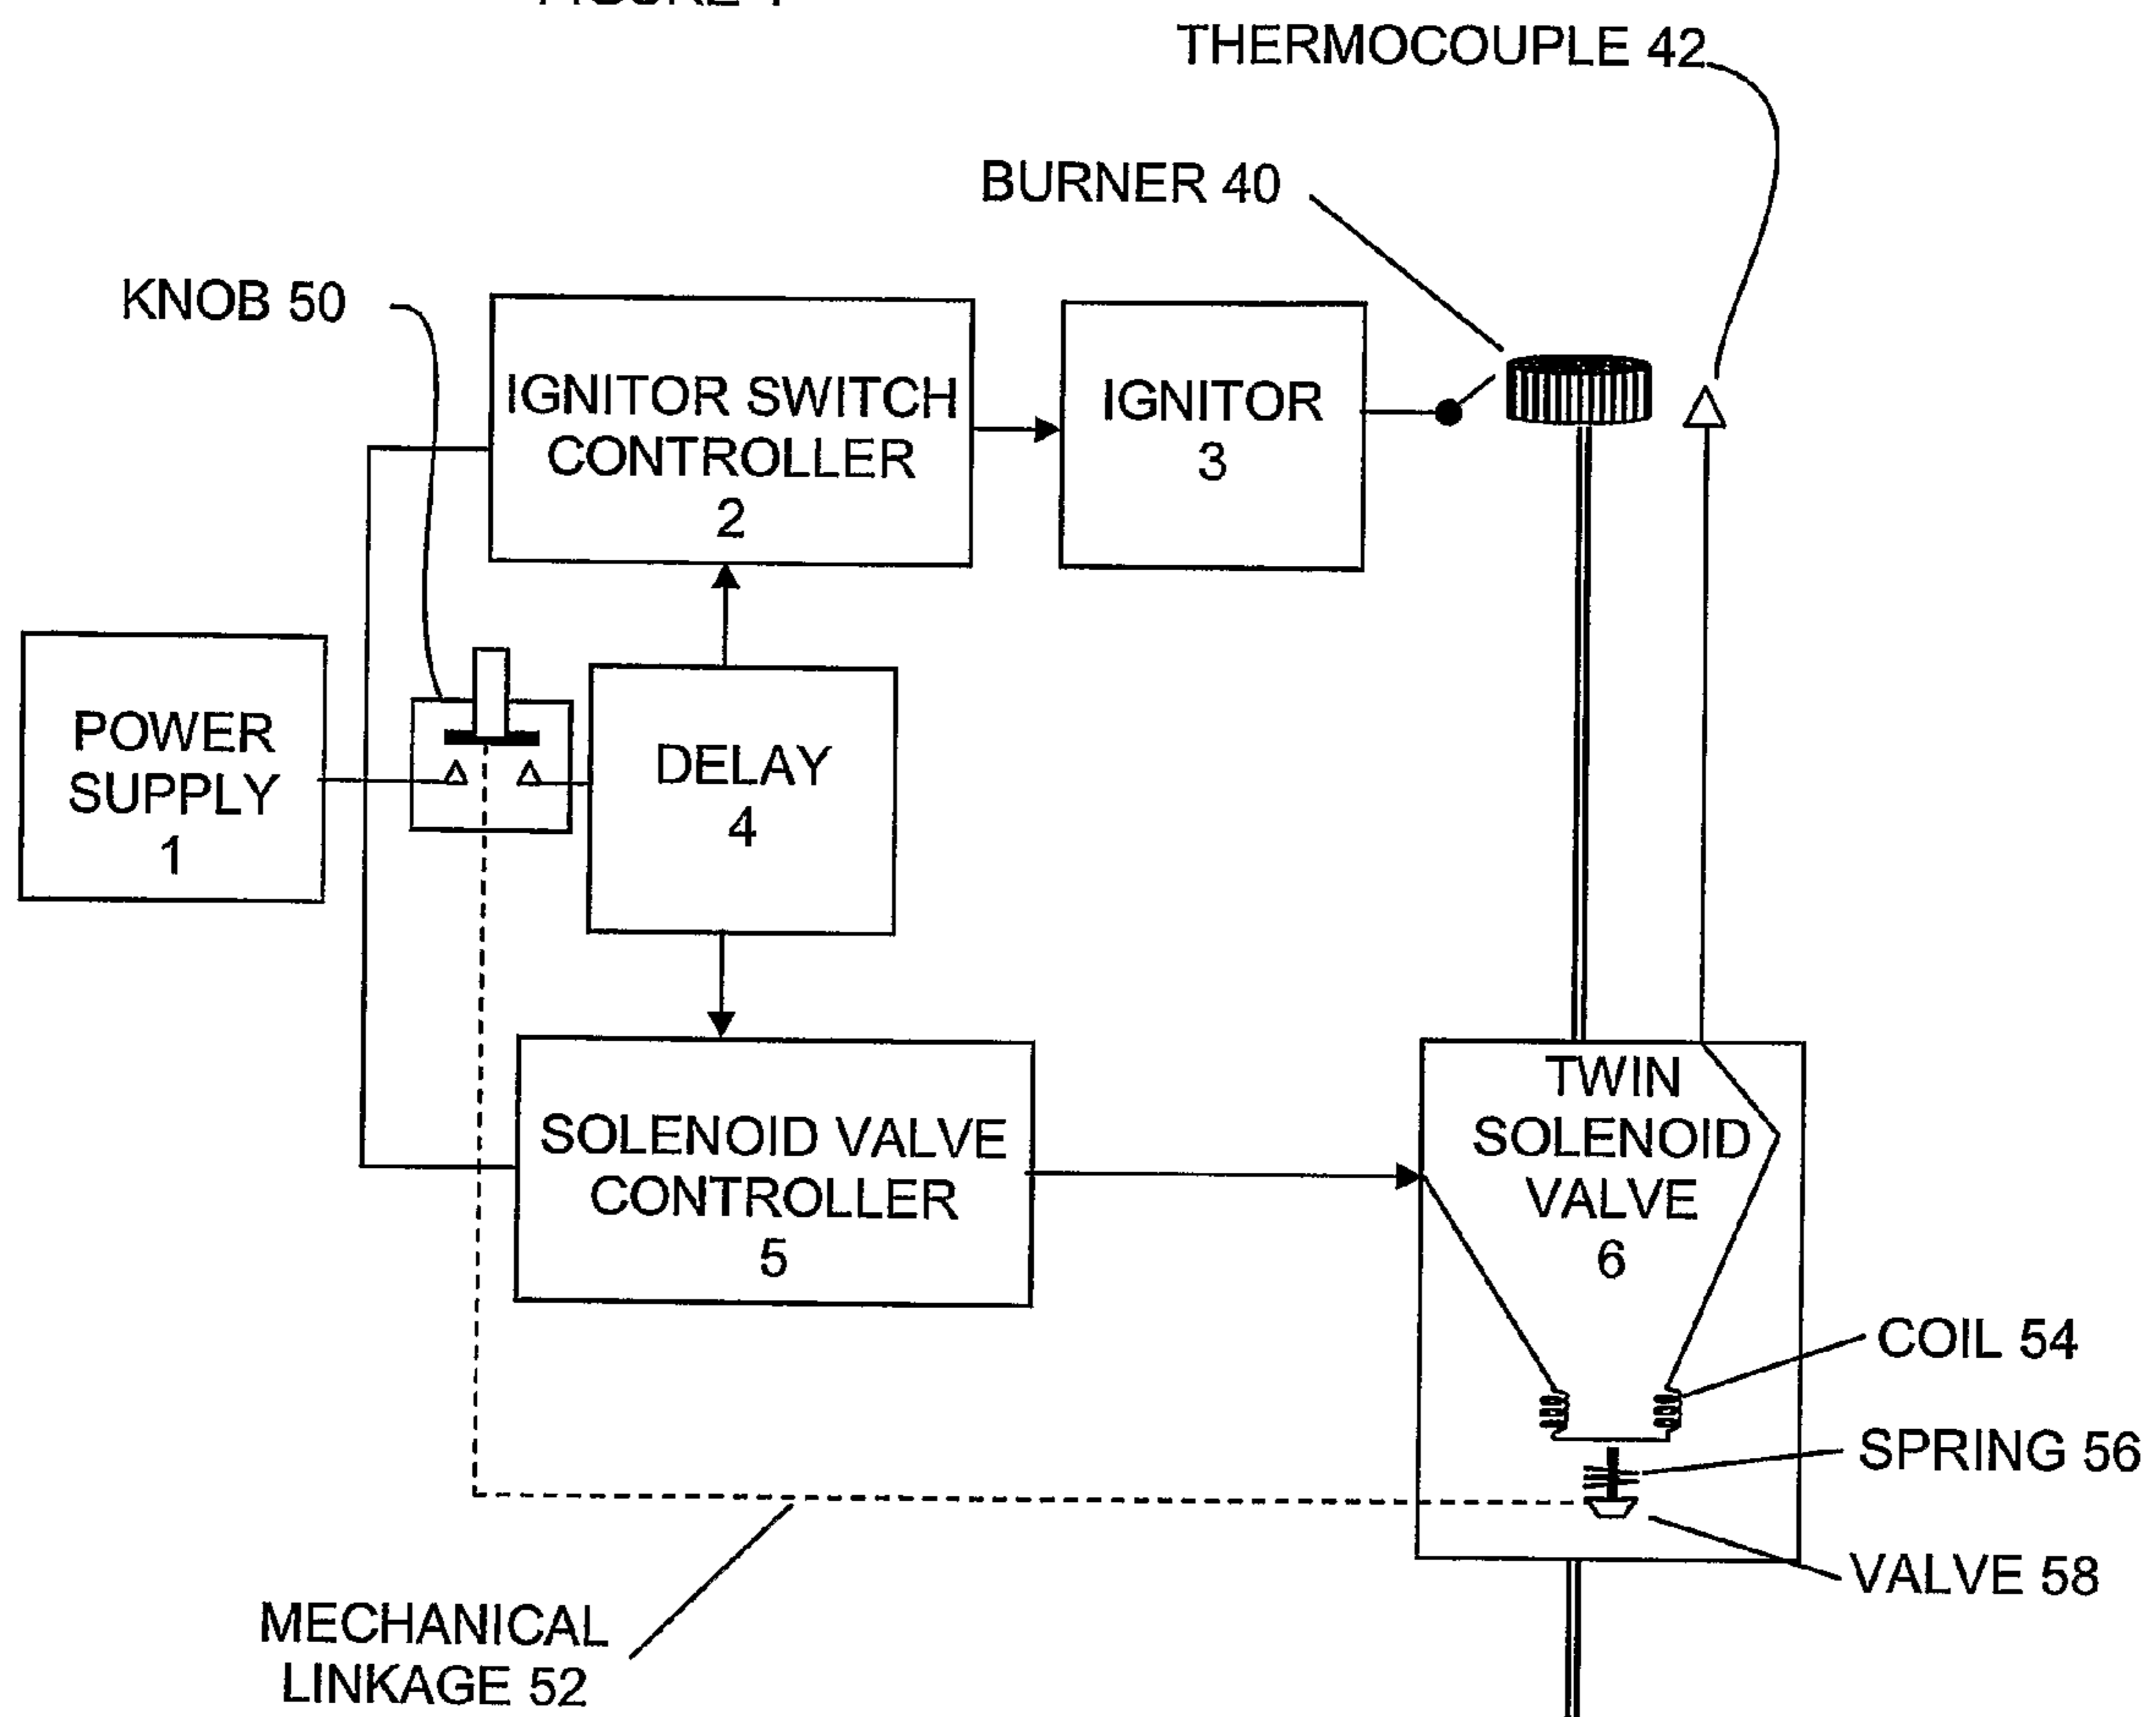 THERMOCOUPLE 42
BURNER 40
KNOB 50
IGNITOR SWITCH
CONTROLLER
2
IGNITOR
3
POWER
SUPPLY
1
DELAY
4
SOLENOID VALVE
CONTROLLER
5
TWIN
SOLENOID
VALVE
6
COIL 54
SPRING 56
VALVE 58
MECHANICAL
LINKAGE 52